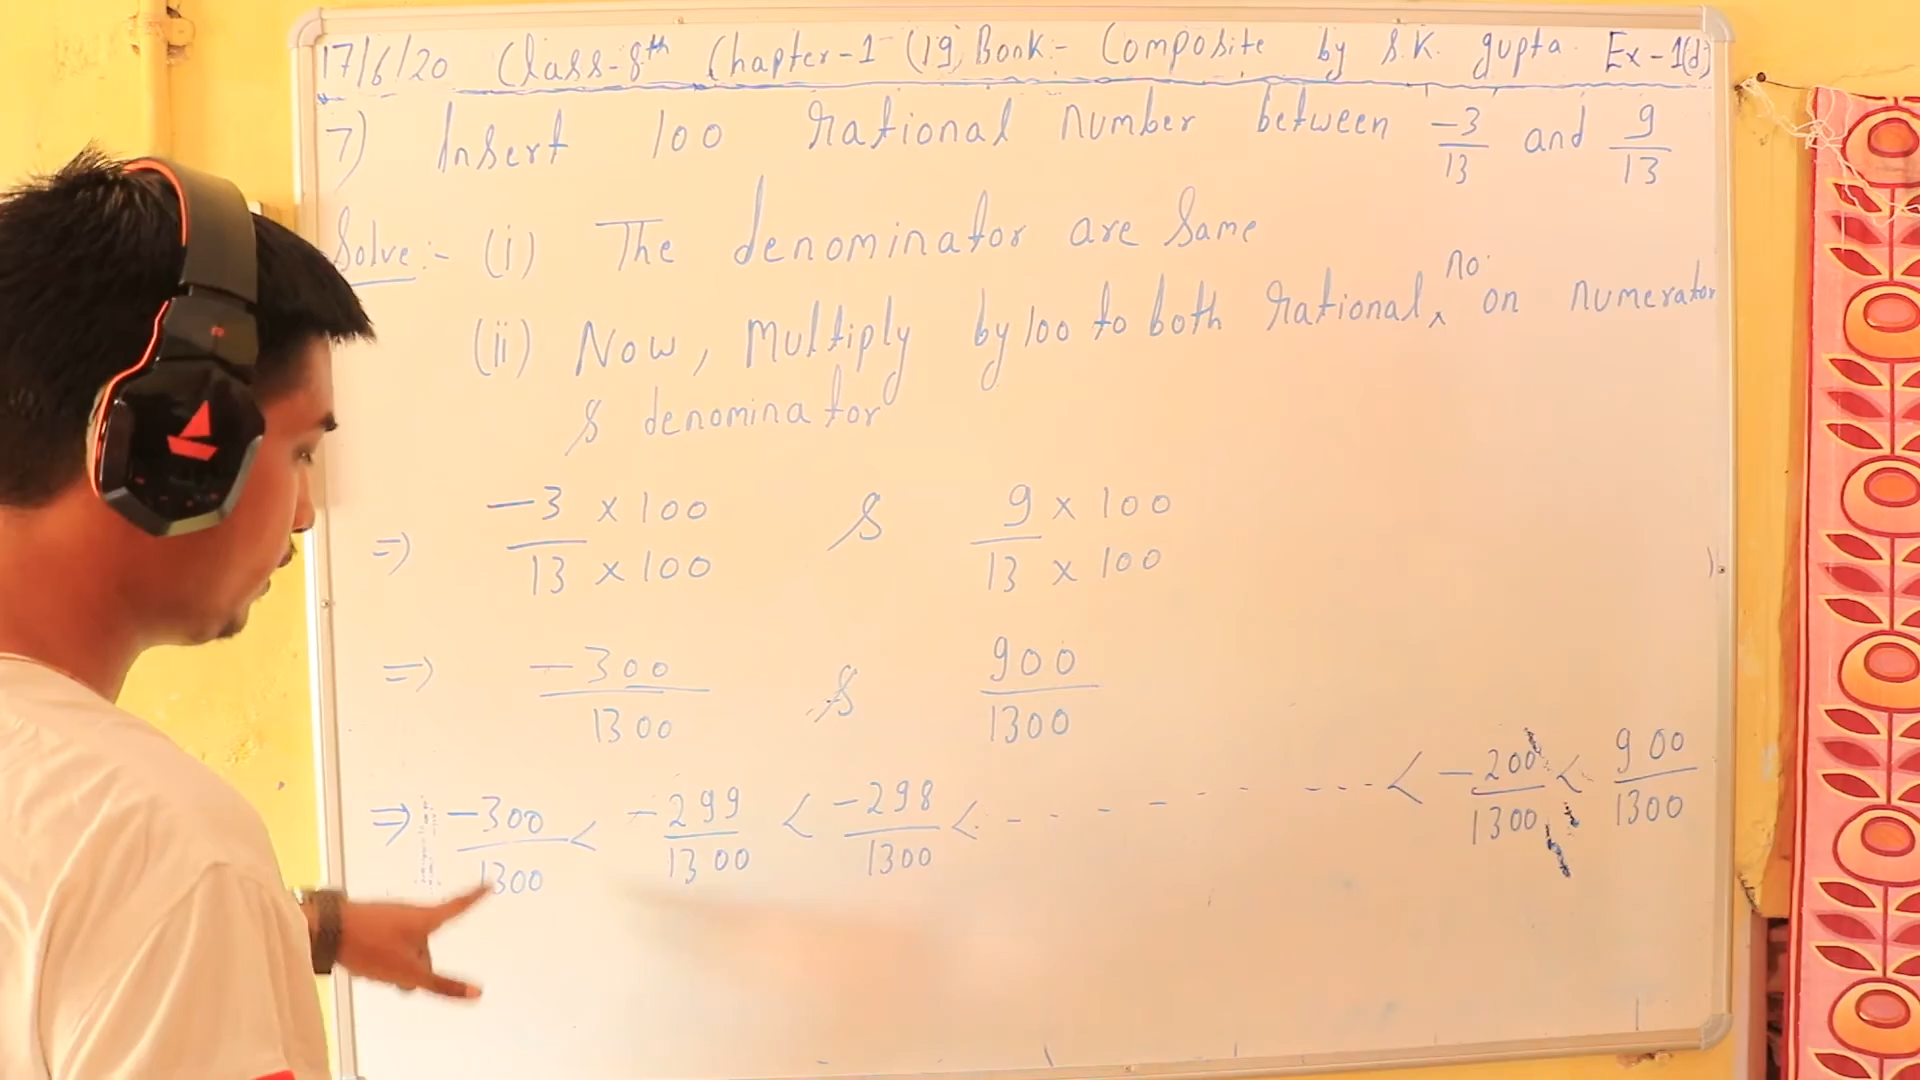 17/6/20 Class-8th Chapter-1 (19) Book:- Composite by S.K. gupta. Ex-1(d)
7) Insert 100 rational number between -3/13 and 9/13
Solve:- (i) The denominator are same
(ii) Now, Multiply by 100 to both rational no. on numerator
& denominator
=> -3 x 100 / 13 x 100 & 9 x 100 / 13 x 100
=> -300/1300 & 900/1300
=> -300/1300 < -299/1300 < -298/1300 < - - - - - - - - - < -200/1300 < 900/1300